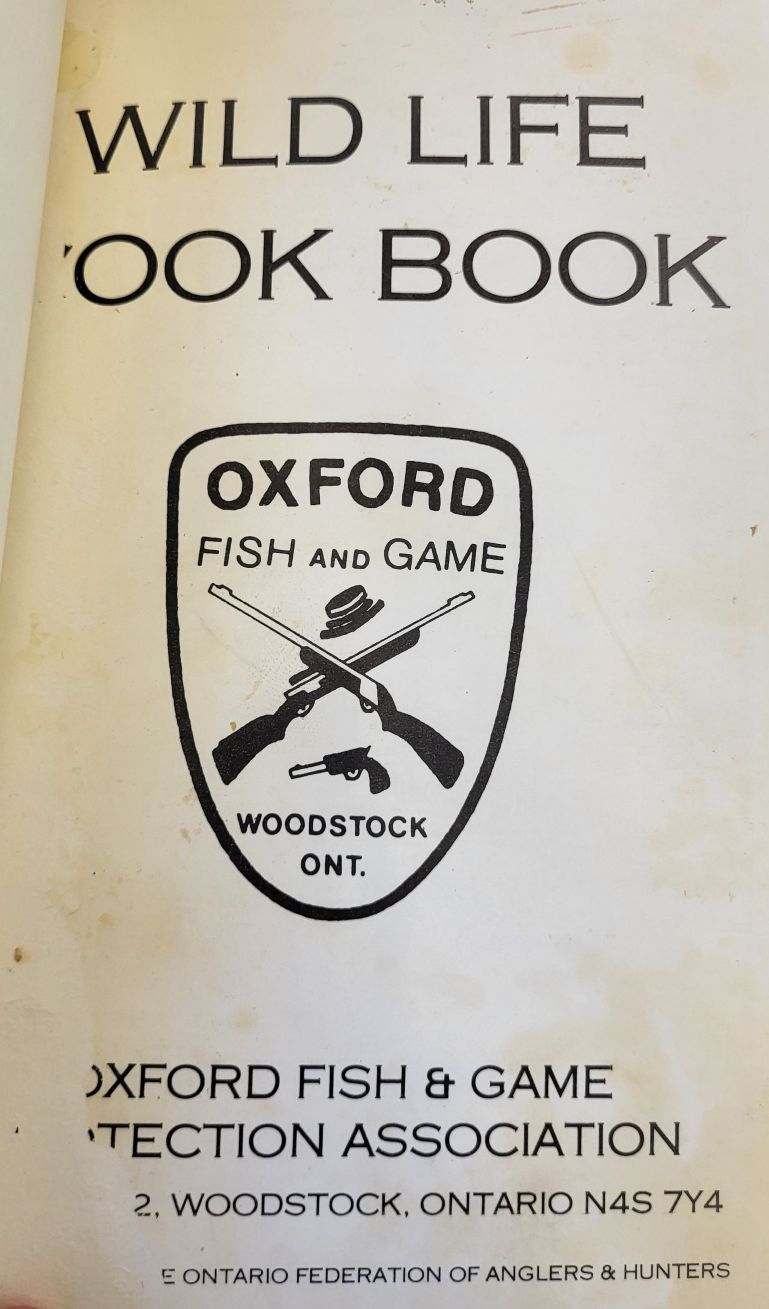 WILD LIFE
OOK BOOK
OXFORD
FISH AND GAME
WOODSTOCK
ONT.
OXFORD FISH & GAME
TECTION ASSOCIATION
2, WOODSTOCK, ONTARIO N4S 7Y4
E ONTARIO FEDERATION OF ANGLERS & HUNTERS